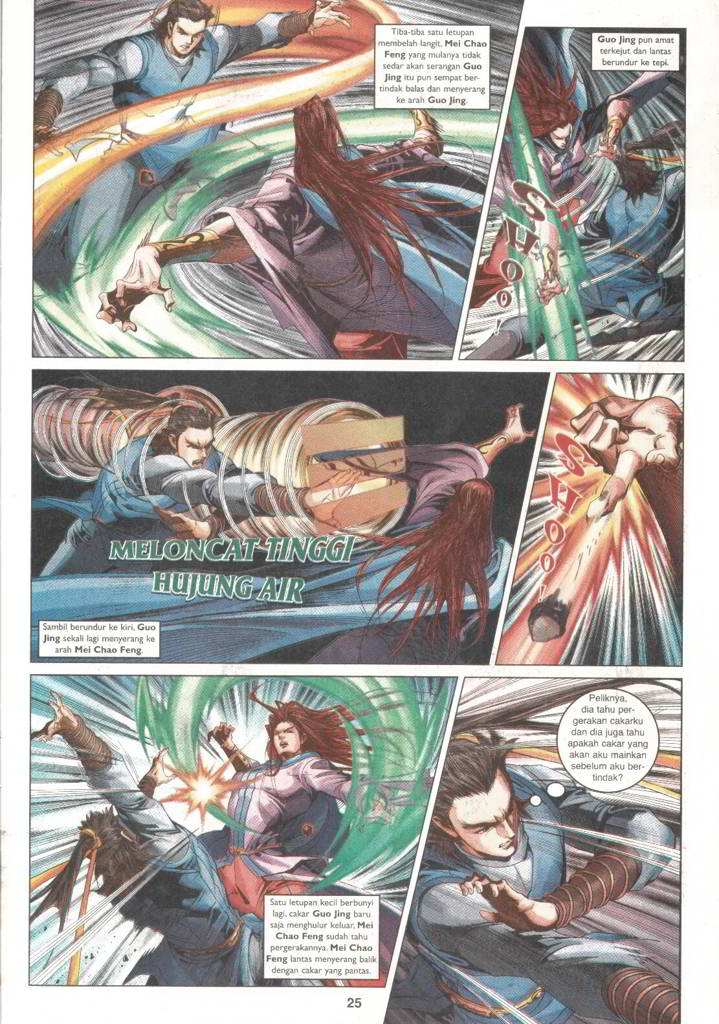 Tiba-tiba satu letupan
membelah langit, Mei Chao
Feng yang mulanya tidak
sedar akan serangan Guo
Jing itu pun sempat ber-
tindak balas dan menyerang
ke arah Guo Jing.
Guo Jing pun amat
terkejut dan lantas
berundur ke tepi.
SHOO!
MELONCAT TINGGI
HUJUNG AIR
Sambil berundur ke kiri, Guo
Jing sekali lagi menyerang ke
arah Mei Chao Feng.
SHOO!
Satu letupan kecil berbunyi
lagi, cakar Guo Jing baru
saja menghulur keluar, Mei
Chao Feng sudah tahu
pergerakannya. Mei Chao
Feng lantas menyerang balik
dengan cakar yang pantas.
Peliknya,
dia tahu per-
gerakan cakarku
dan dia juga tahu
apakah cakar yang
akan aku mainkan
sebelum aku ber-
tindak?
25